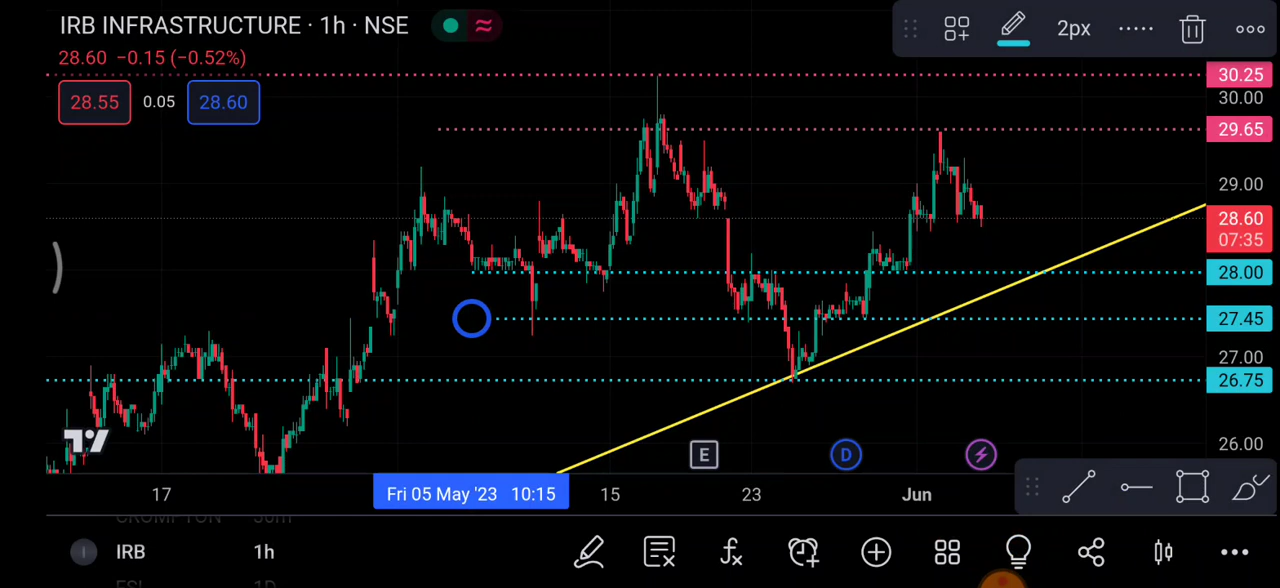 IRB INFRASTRUCTURE · 1h · NSE
2px
28.60 −0.15 (−0.52%)
28.55 0.05 28.60
30.25
30.00
29.65
29.00
28.60
07:35
28.00
27.45
27.00
26.75
26.00
E D
17 Fri 05 May '23 10:15 15 23 Jun
CROMPTON 30m
IRB 1h